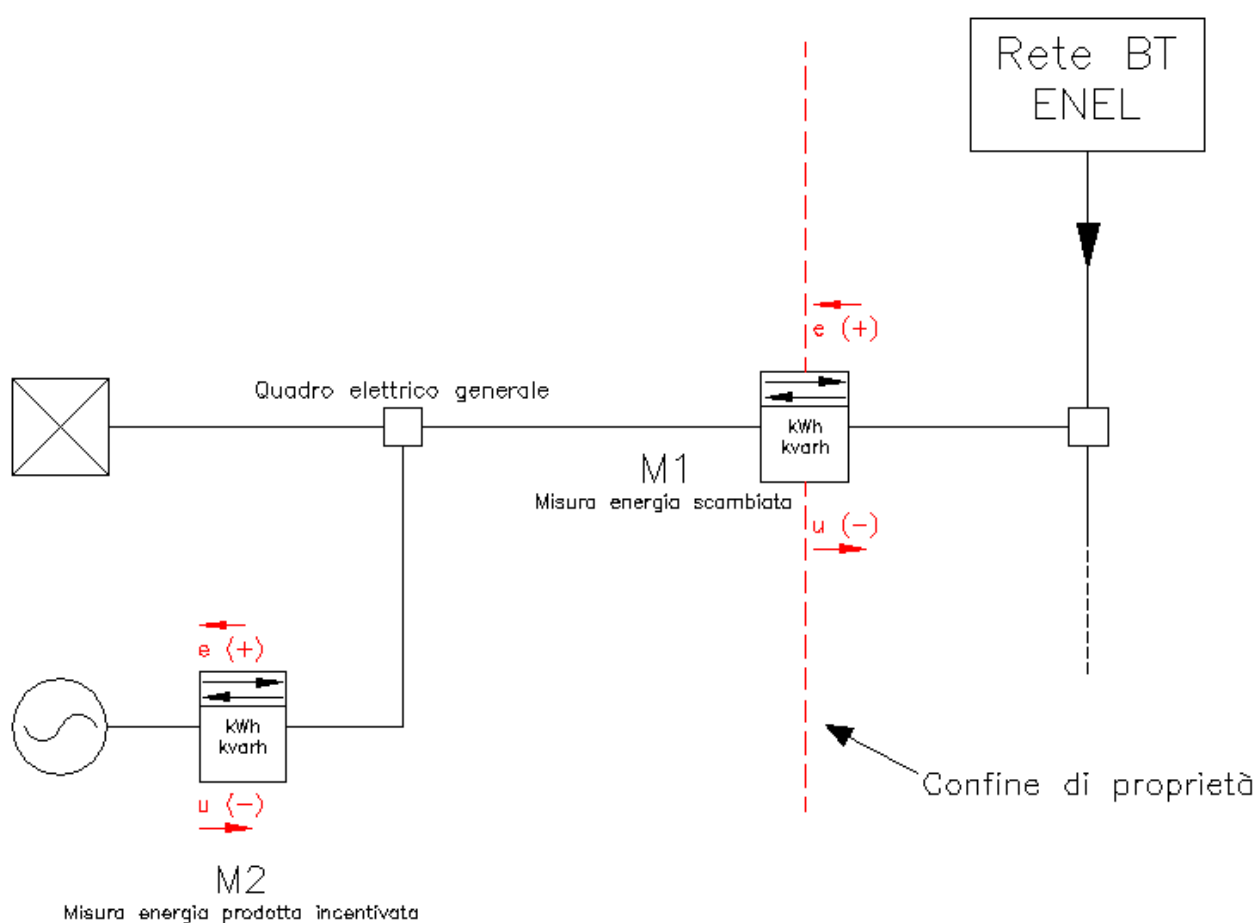 Rete BT
ENEL
e (+)
Quadro elettrico generale
kWh
kvarh
M1
Misura energia scambiata
u (-)
e (+)
kWh
kvarh
Confine di proprietà
u (-)
M2
Misura energia prodotta incentivata